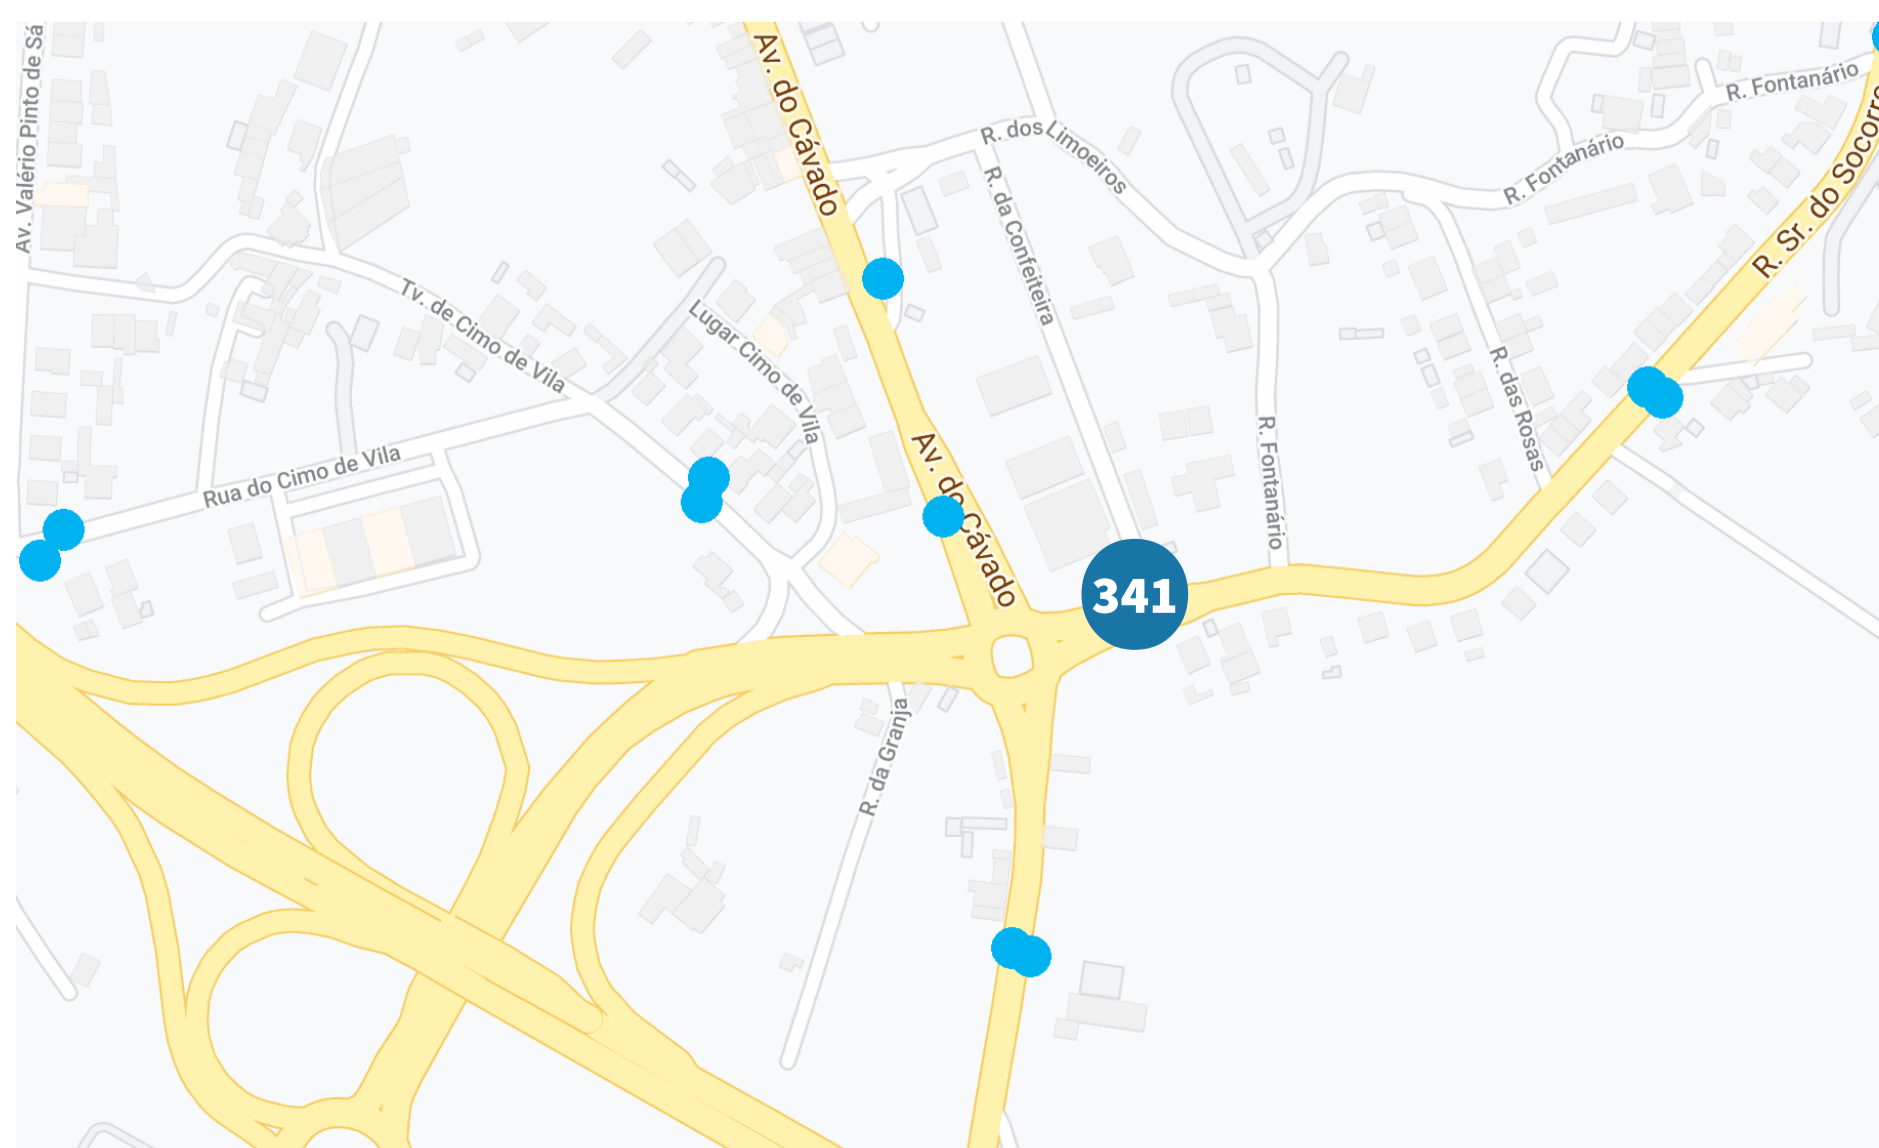 Av. Valério Pinto de Sá
Av. do Cávado
R. dos Limoeiros
R. Fontanário
R. Fontanário
R. Sr. do Socorro
R. da Confeiteira
Tv. de Cimo de Vila
Lugar Cimo de Vila
R. das Rosas
R. Fontanário
Rua do Cimo de Vila
Av. do Cávado
341
R. da Granja